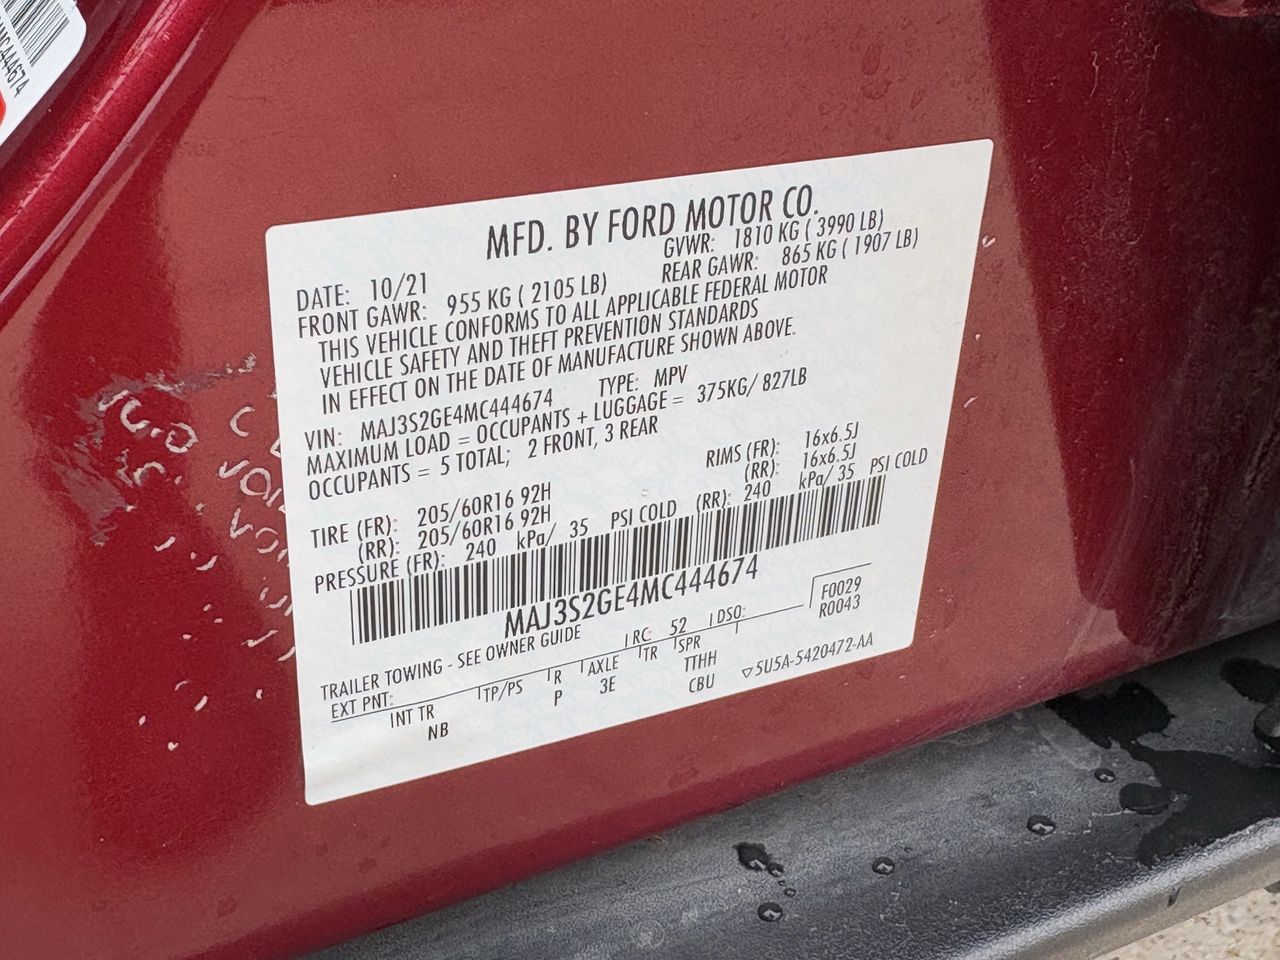 MC444674
MFD. BY FORD MOTOR CO.
DATE: 10/21 GVWR: 1810 KG ( 3990 LB)
FRONT GAWR: 955 KG ( 2105 LB) REAR GAWR: 865 KG ( 1907 LB)
THIS VEHICLE CONFORMS TO ALL APPLICABLE FEDERAL MOTOR
VEHICLE SAFETY AND THEFT PREVENTION STANDARDS
IN EFFECT ON THE DATE OF MANUFACTURE SHOWN ABOVE.
VIN: MAJ3S2GE4MC444674 TYPE: MPV
MAXIMUM LOAD = OCCUPANTS + LUGGAGE = 375KG/ 827LB
OCCUPANTS = 5 TOTAL; 2 FRONT, 3 REAR
TIRE (FR): 205/60R16 92H RIMS (FR): 16x6.5J
(RR): 205/60R16 92H (RR): 16x6.5J
PRESSURE (FR): 240 kPa/ 35 PSI COLD (RR): 240 kPa/ 35 PSI COLD
MAJ3S2GE4MC444674
TRAILER TOWING - SEE OWNER GUIDE
EXT PNT: RC: 52 DSO: F0029
R0043
INT TR TP/PS R AXLE TR SPR
NB P 3E TTHH
CBU ▽5U5A-5420472-AA